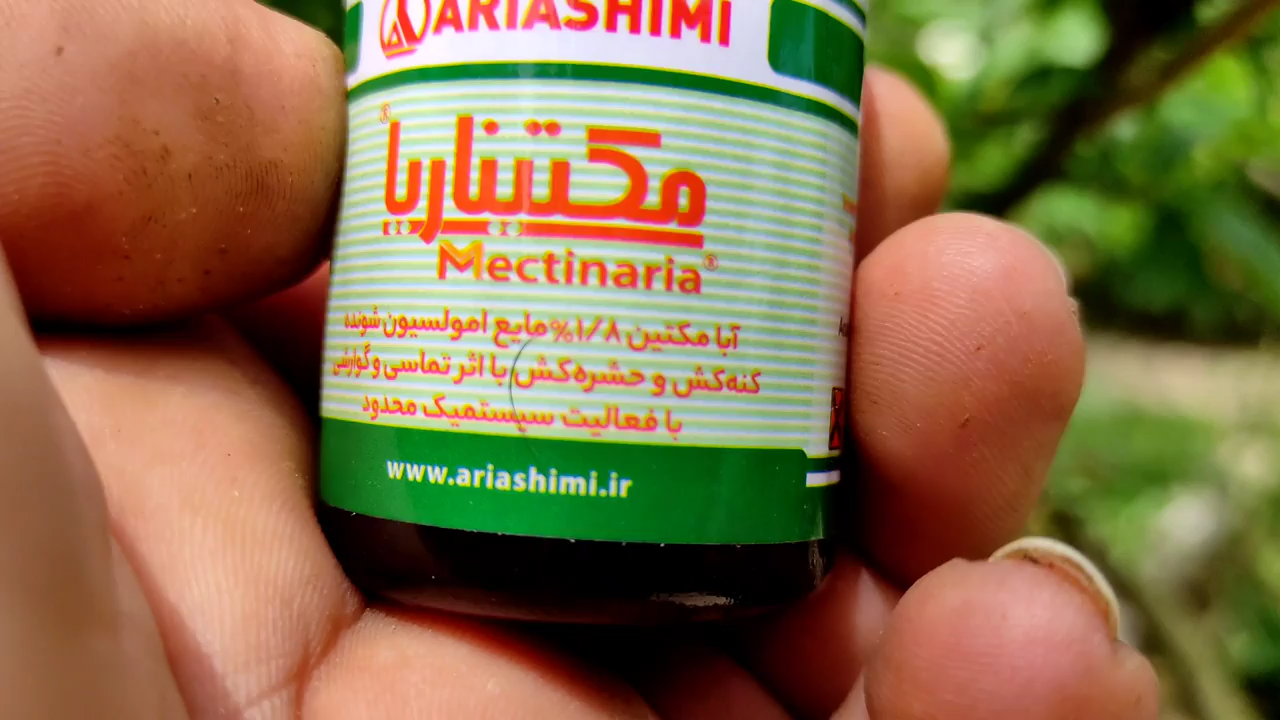 ARIASHIMI
مکتیناریا®
Mectinaria®
آبا مکتین ۱/۸% مایع امولسیون شونده
کنه‌کش و حشره‌کش با اثر تماسی و گوارشی
با فعالیت سیستمیک محدود
www.ariashimi.ir